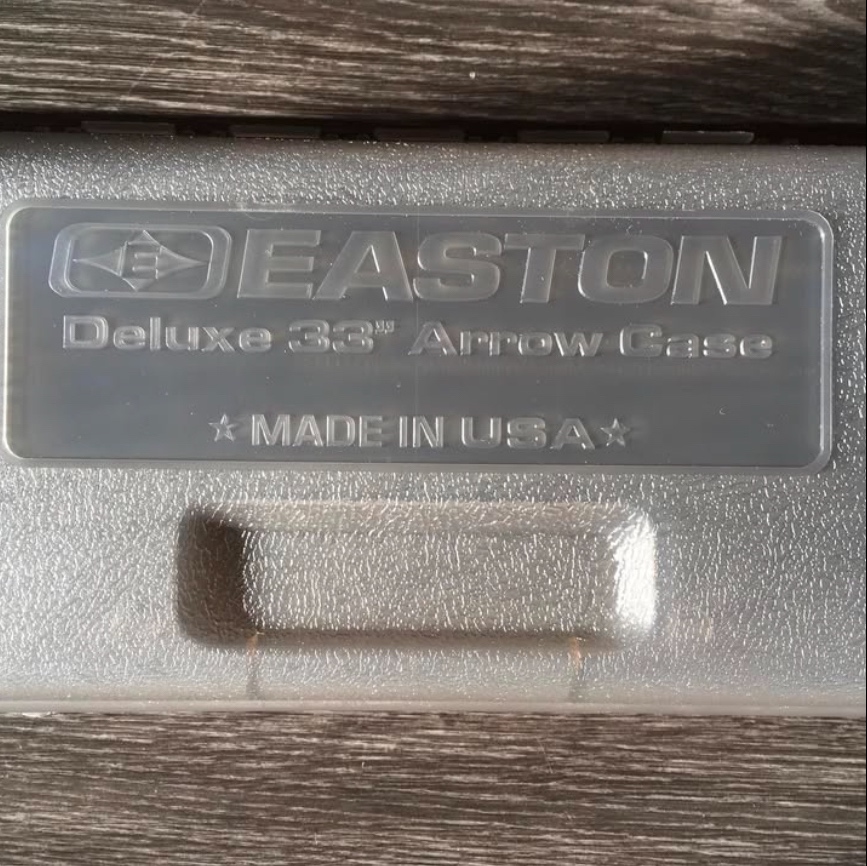 E EASTON
Deluxe 33" Arrow Case
☆ MADE IN USA ☆